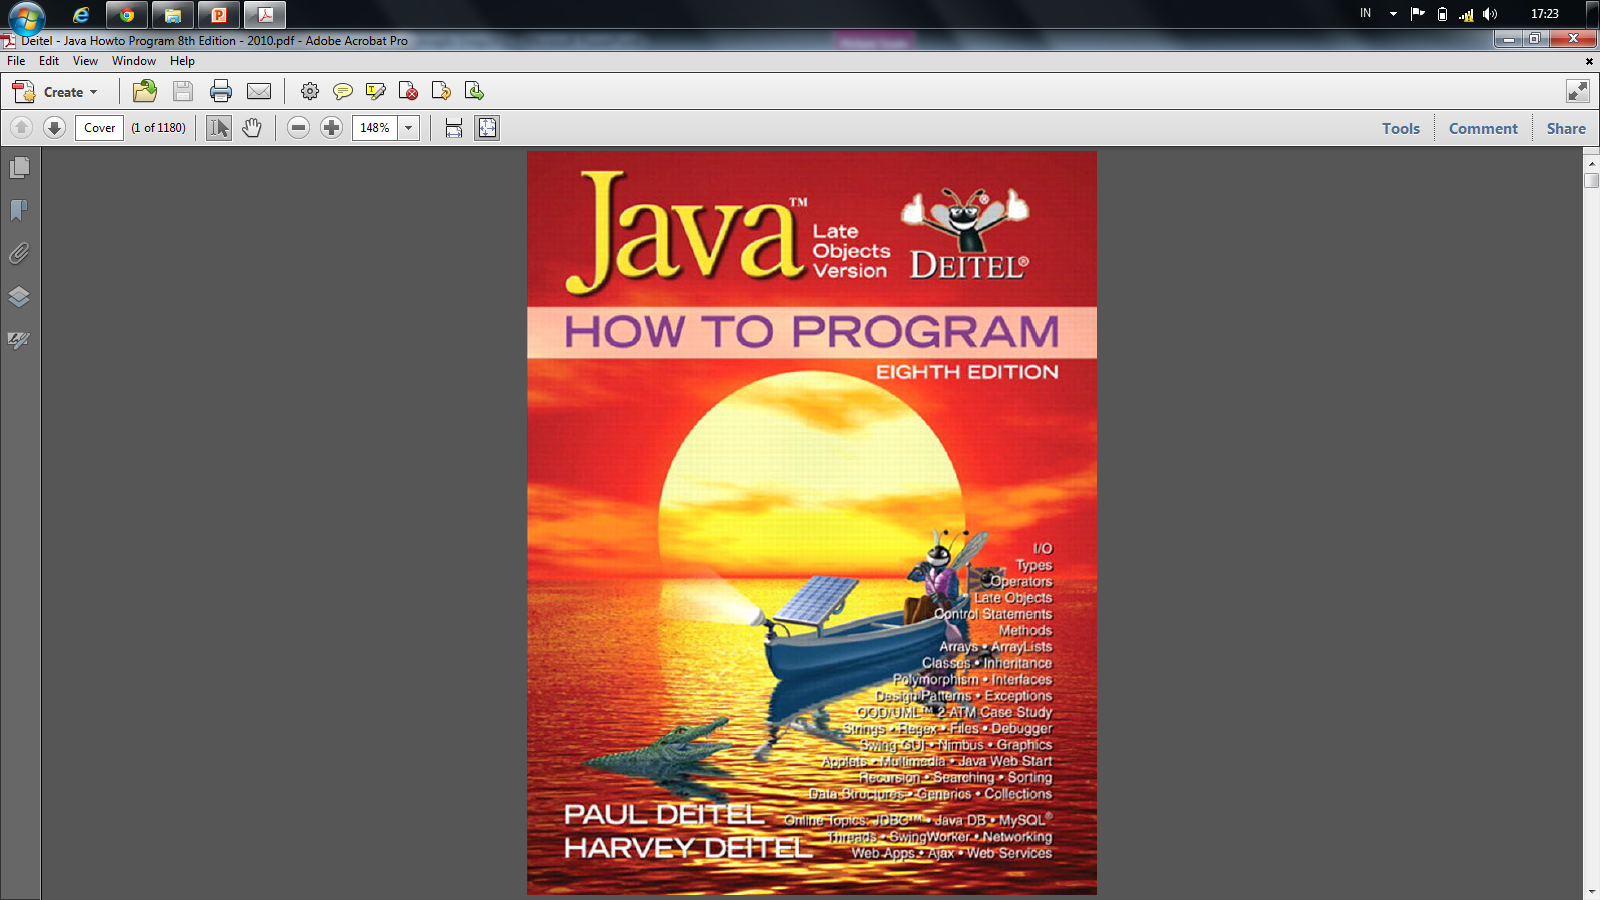 IN
17:23
Deitel - Java Howto Program 8th Edition - 2010.pdf - Adobe Acrobat Pro
File Edit View Window Help
Create
Cover (1 of 1180) 148% Tools Comment Share
Java™
Late
Objects
Version
DEITEL®
HOW TO PROGRAM
EIGHTH EDITION
I/O
Types
Operators
Late Objects
Control Statements
Methods
Arrays • ArrayLists
Classes • Inheritance
Polymorphism • Interfaces
Design Patterns • Exceptions
OOD/UML™ 2-ATM Case Study
Strings • Regex • Files • Debugger
Swing GUI • Nimbus • Graphics
Applets • Multimedia • Java Web Start
Recursion • Searching • Sorting
Data Structures • Generics • Collections
Online Topics: JDBC™ • Java DB • MySQL®
Threads • SwingWorker • Networking
Web Apps • Ajax • Web Services
PAUL DEITEL
HARVEY DEITEL